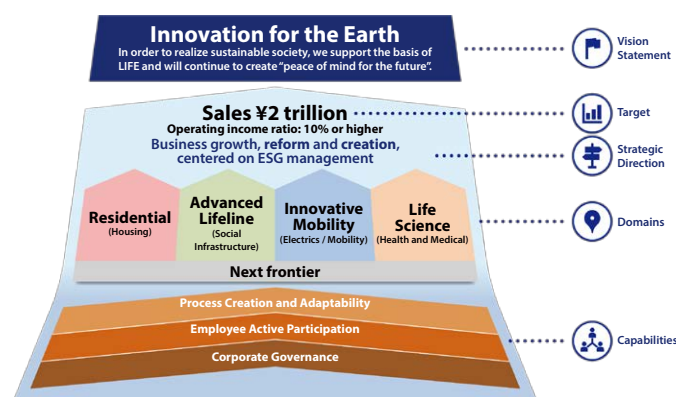 Innovation for the Earth
In order to realize sustainable society, we support the basis of
LIFE and will continue to create “peace of mind for the future”.
Vision
Statement
Sales ¥2 trillion
Target
Operating income ratio: 10% or higher
Business growth, reform and creation,
centered on ESG management
Strategic
Direction
Residential
(Housing)
Advanced
Lifeline
(Social
Infrastructure)
Innovative
Mobility
(Electrics / Mobility)
Life
Science
(Health and Medical)
Domains
Next frontier
Process Creation and Adaptability
Employee Active Participation
Corporate Governance
Capabilities